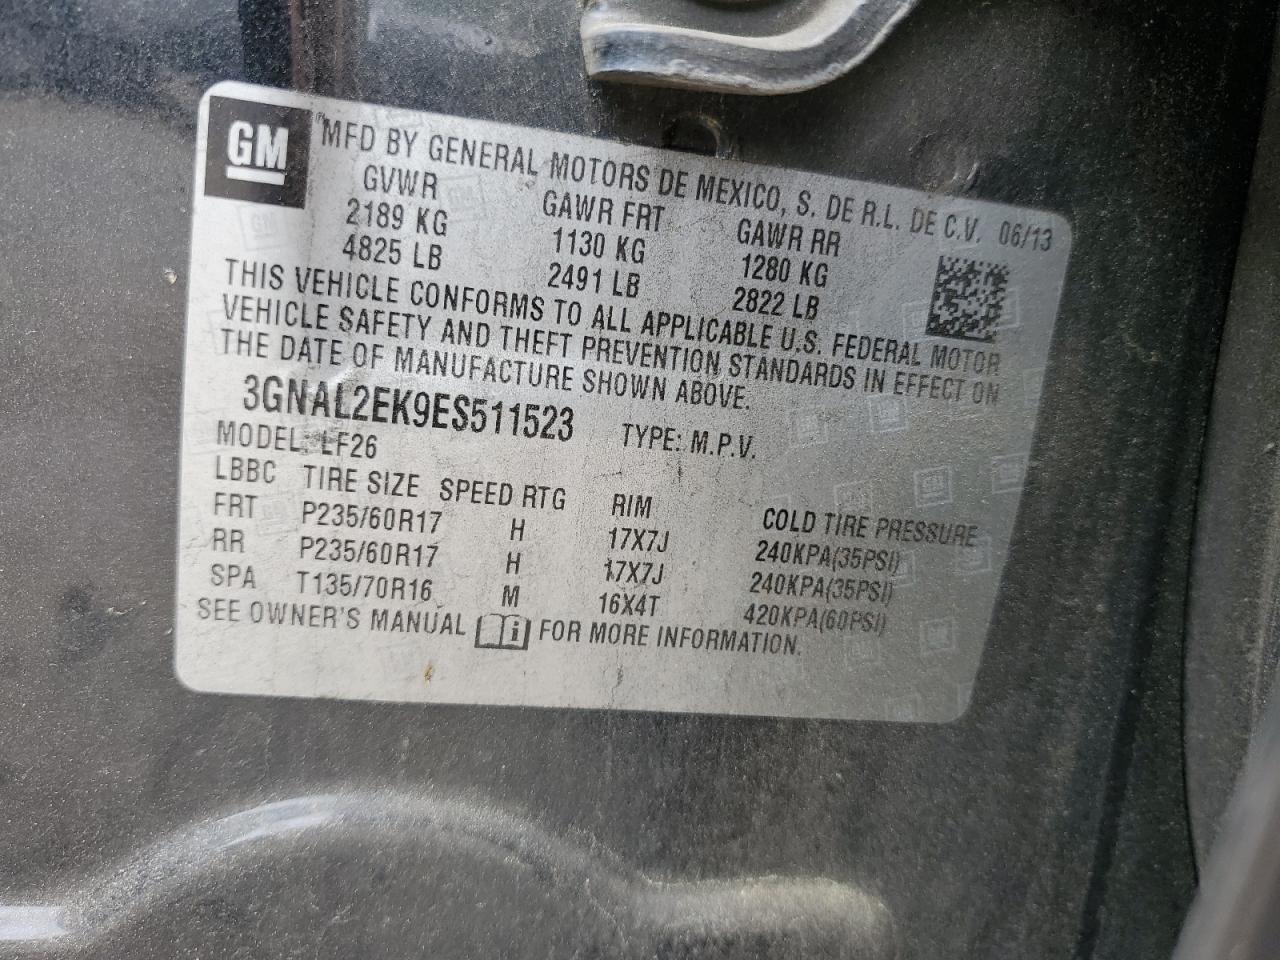 GM
®MFD BY GENERAL MOTORS DE MEXICO, S. DE R.L. DE C.V. 06/13
GVWR GAWR FRT GAWR RR
2189 KG 1130 KG 1280 KG
4825 LB 2491 LB 2822 LB
THIS VEHICLE CONFORMS TO ALL APPLICABLE U.S. FEDERAL MOTOR
VEHICLE SAFETY AND THEFT PREVENTION STANDARDS IN EFFECT ON
THE DATE OF MANUFACTURE SHOWN ABOVE.
3GNAL2EK9ES511523 TYPE: M.P.V.
MODEL: LF26
LBBC TIRE SIZE SPEED RTG RIM COLD TIRE PRESSURE
FRT P235/60R17 H 17X7J 240KPA(35PSI)
RR P235/60R17 H 17X7J 240KPA(35PSI)
SPA T135/70R16 M 16X4T 420KPA(60PSI)
SEE OWNER'S MANUAL i FOR MORE INFORMATION.